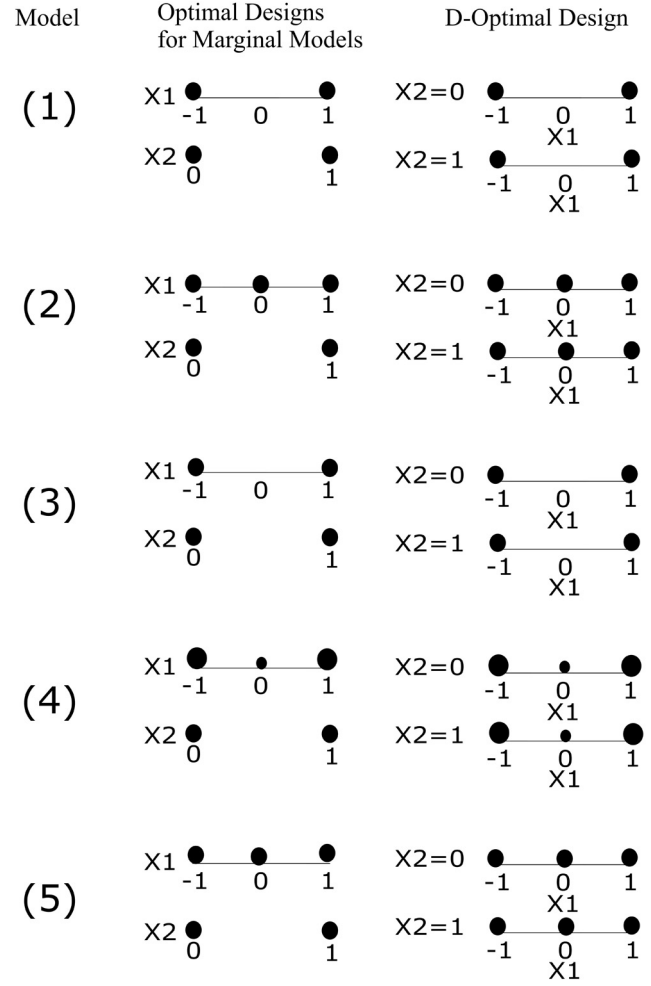 Model Optimal Designs for Marginal Models D-Optimal Design
(1)
X1 -1 0 1
X2 0 1
X2=0 -1 0 1 X1
X2=1 -1 0 1 X1
(2)
X1 -1 0 1
X2 0 1
X2=0 -1 0 1 X1
X2=1 -1 0 1 X1
(3)
X1 -1 0 1
X2 0 1
X2=0 -1 0 1 X1
X2=1 -1 0 1 X1
(4)
X1 -1 0 1
X2 0 1
X2=0 -1 0 1 X1
X2=1 -1 0 1 X1
(5)
X1 -1 0 1
X2 0 1
X2=0 -1 0 1 X1
X2=1 -1 0 1 X1